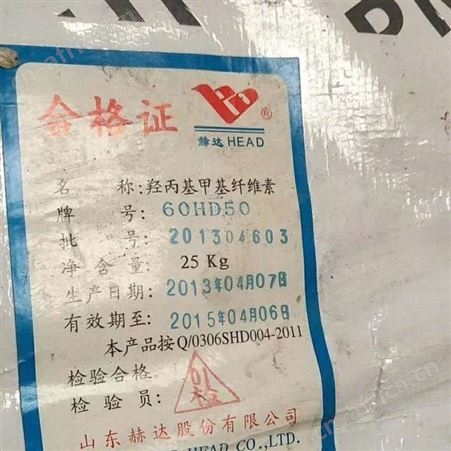 合格证
赫达HEAD
名 称:羟丙基甲基纤维素
牌 号:60HD50
批 号:201304603
净含量:25 Kg
生产日期:2013年04月07日
有效期至:2015年04月06日
本产品按Q/0306SHD004-2011
检验合格。
检验员:
01
山东赫达股份有限公司
HEAD CO.,LTD.